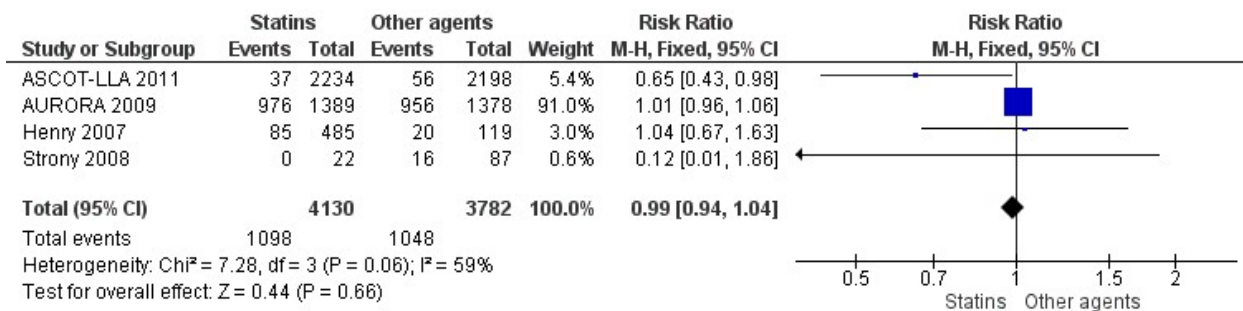 Statins Other agents Risk Ratio Risk Ratio
Study or Subgroup Events Total Events Total Weight M-H, Fixed, 95% CI M-H, Fixed, 95% CI
ASCOT-LLA 2011 37 2234 56 2198 5.4% 0.65 [0.43, 0.98]
AURORA 2009 976 1389 956 1378 91.0% 1.01 [0.96, 1.06]
Henry 2007 85 485 20 119 3.0% 1.04 [0.67, 1.63]
Strony 2008 0 22 16 87 0.6% 0.12 [0.01, 1.86]
Total (95% CI) 4130 3782 100.0% 0.99 [0.94, 1.04]
Total events 1098 1048
Heterogeneity: Chi² = 7.28, df = 3 (P = 0.06); I² = 59%
Test for overall effect: Z = 0.44 (P = 0.66)
0.5 0.7 1 1.5 2
Statins Other agents